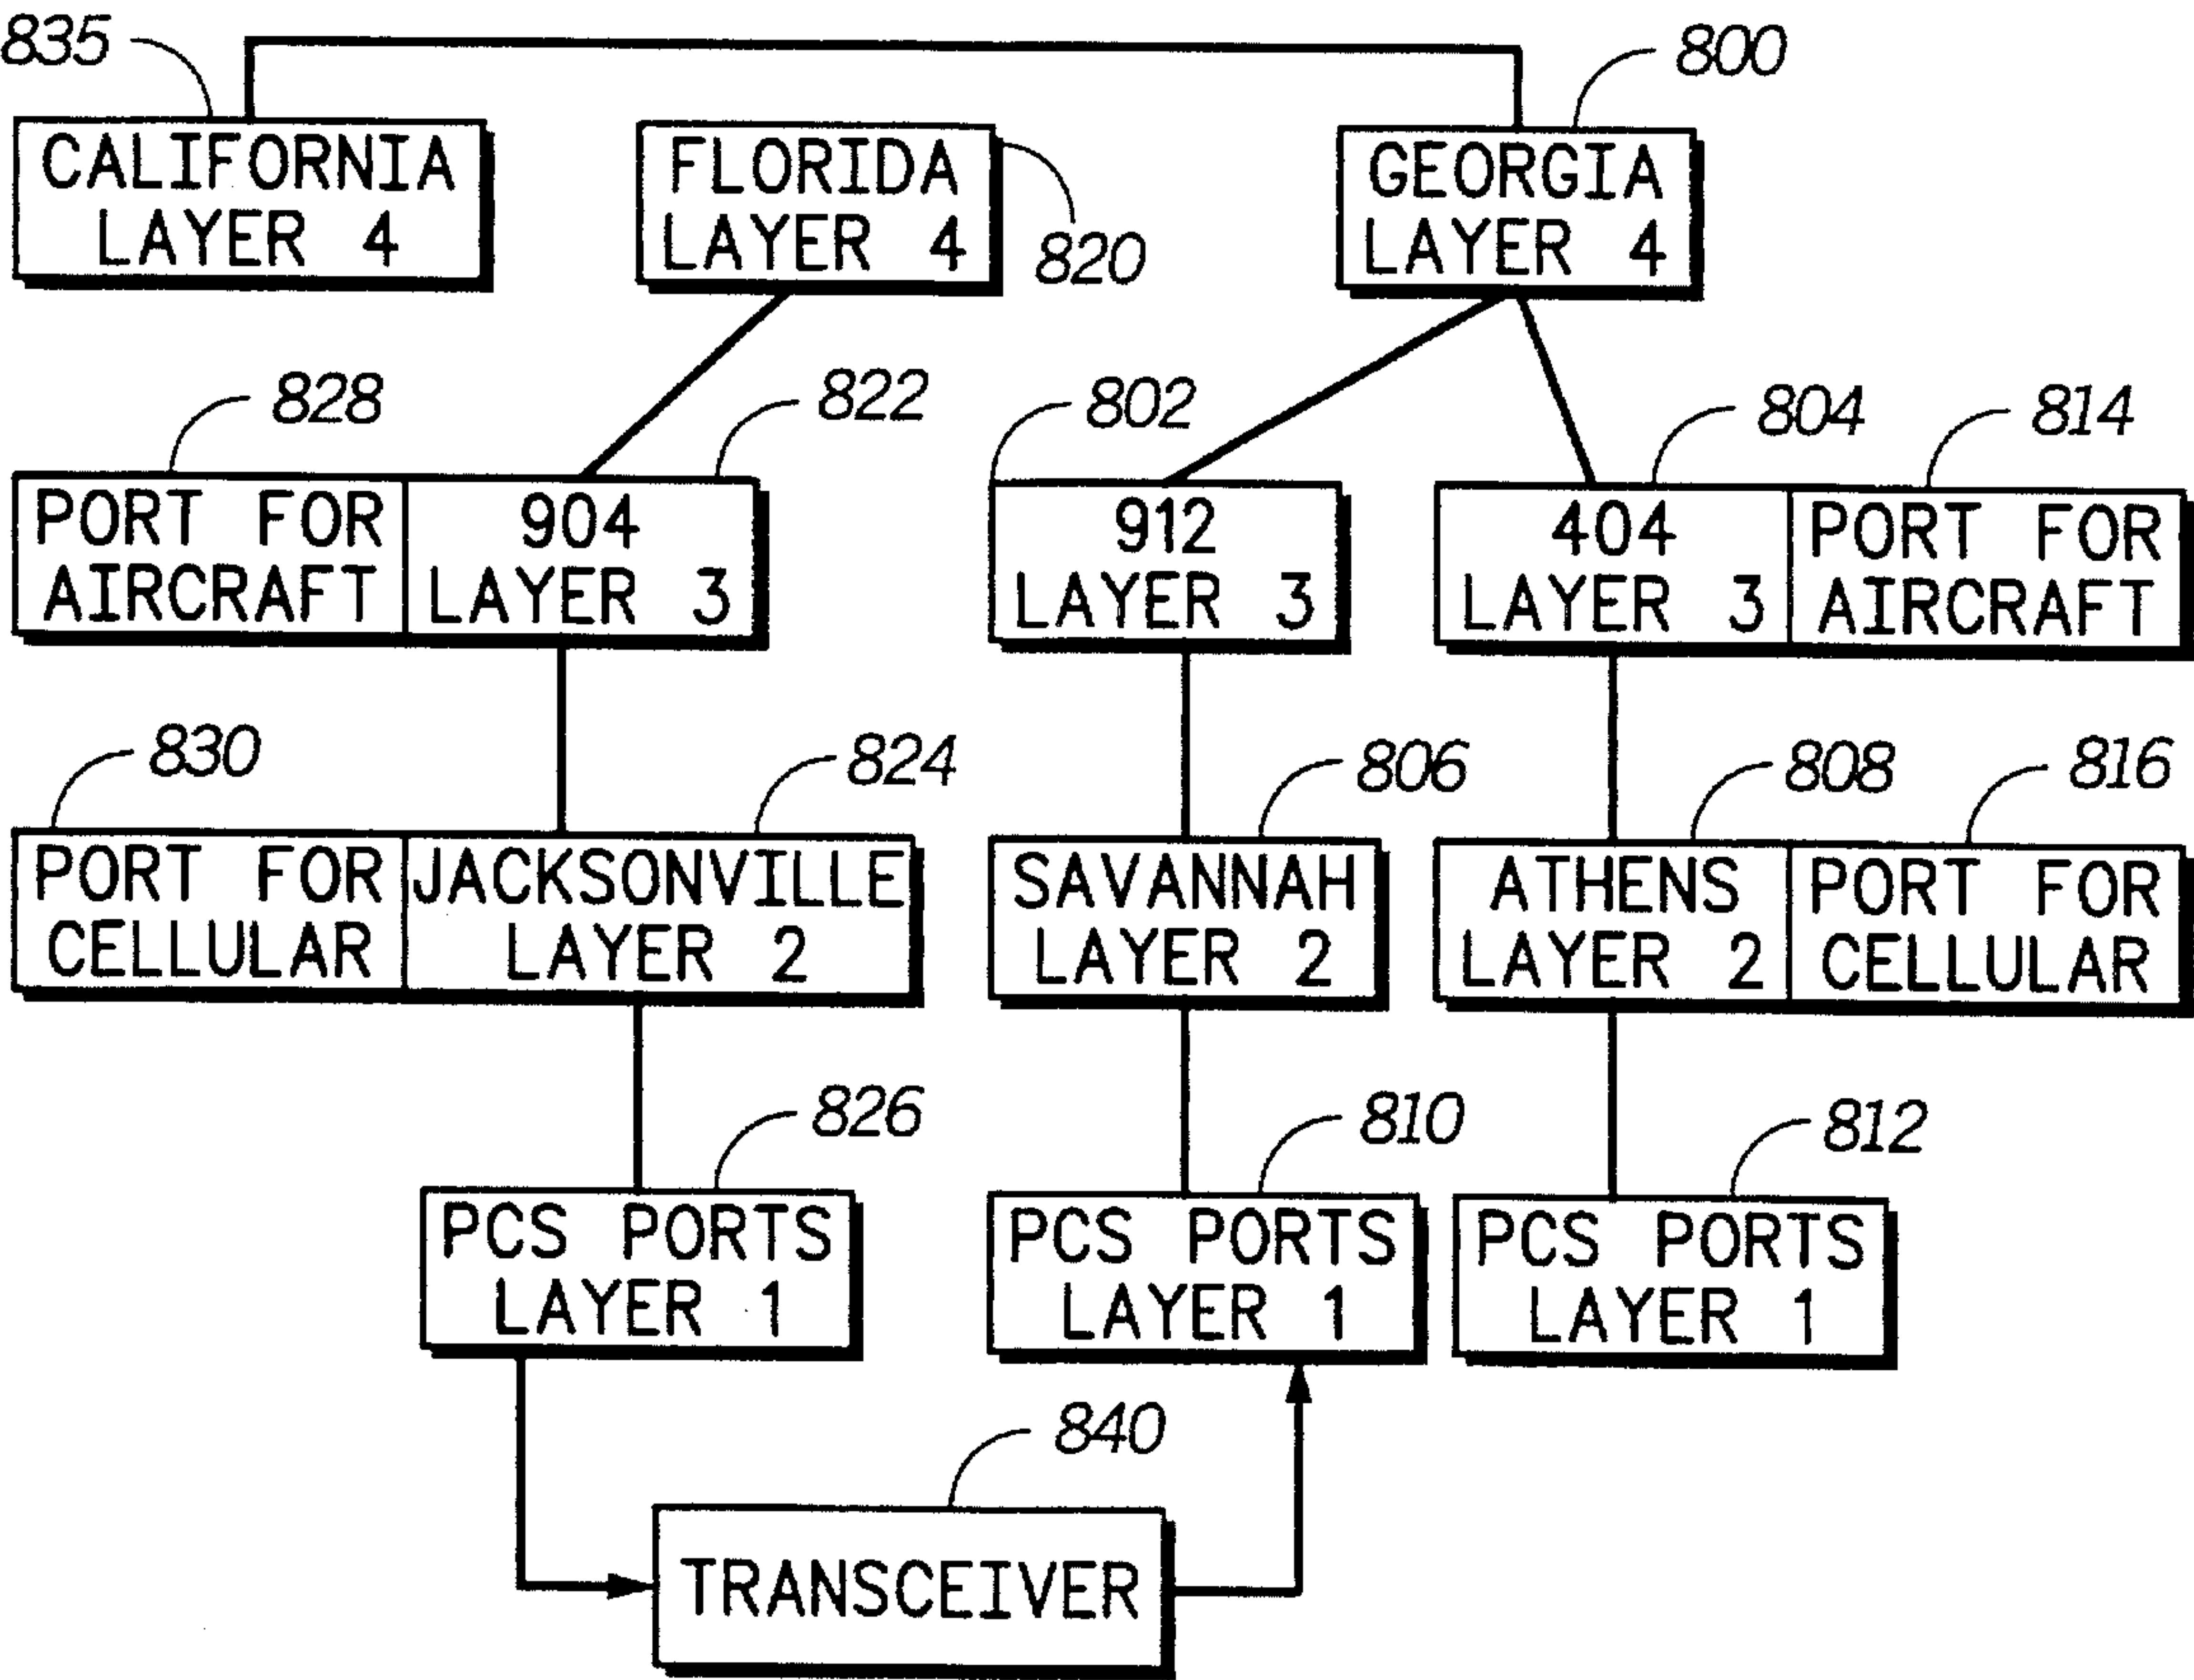 835
800
CALIFORNIA
LAYER 4
FLORIDA
LAYER 4
820
GEORGIA
LAYER 4
828
822
802
804
814
PORT FOR
AIRCRAFT
904
LAYER 3
912
LAYER 3
404
LAYER 3
PORT FOR
AIRCRAFT
830
824
806
808
816
PORT FOR
CELLULAR
JACKSONVILLE
LAYER 2
SAVANNAH
LAYER 2
ATHENS
LAYER 2
PORT FOR
CELLULAR
826
810
812
PCS PORTS
LAYER 1
PCS PORTS
LAYER 1
PCS PORTS
LAYER 1
840
TRANSCEIVER